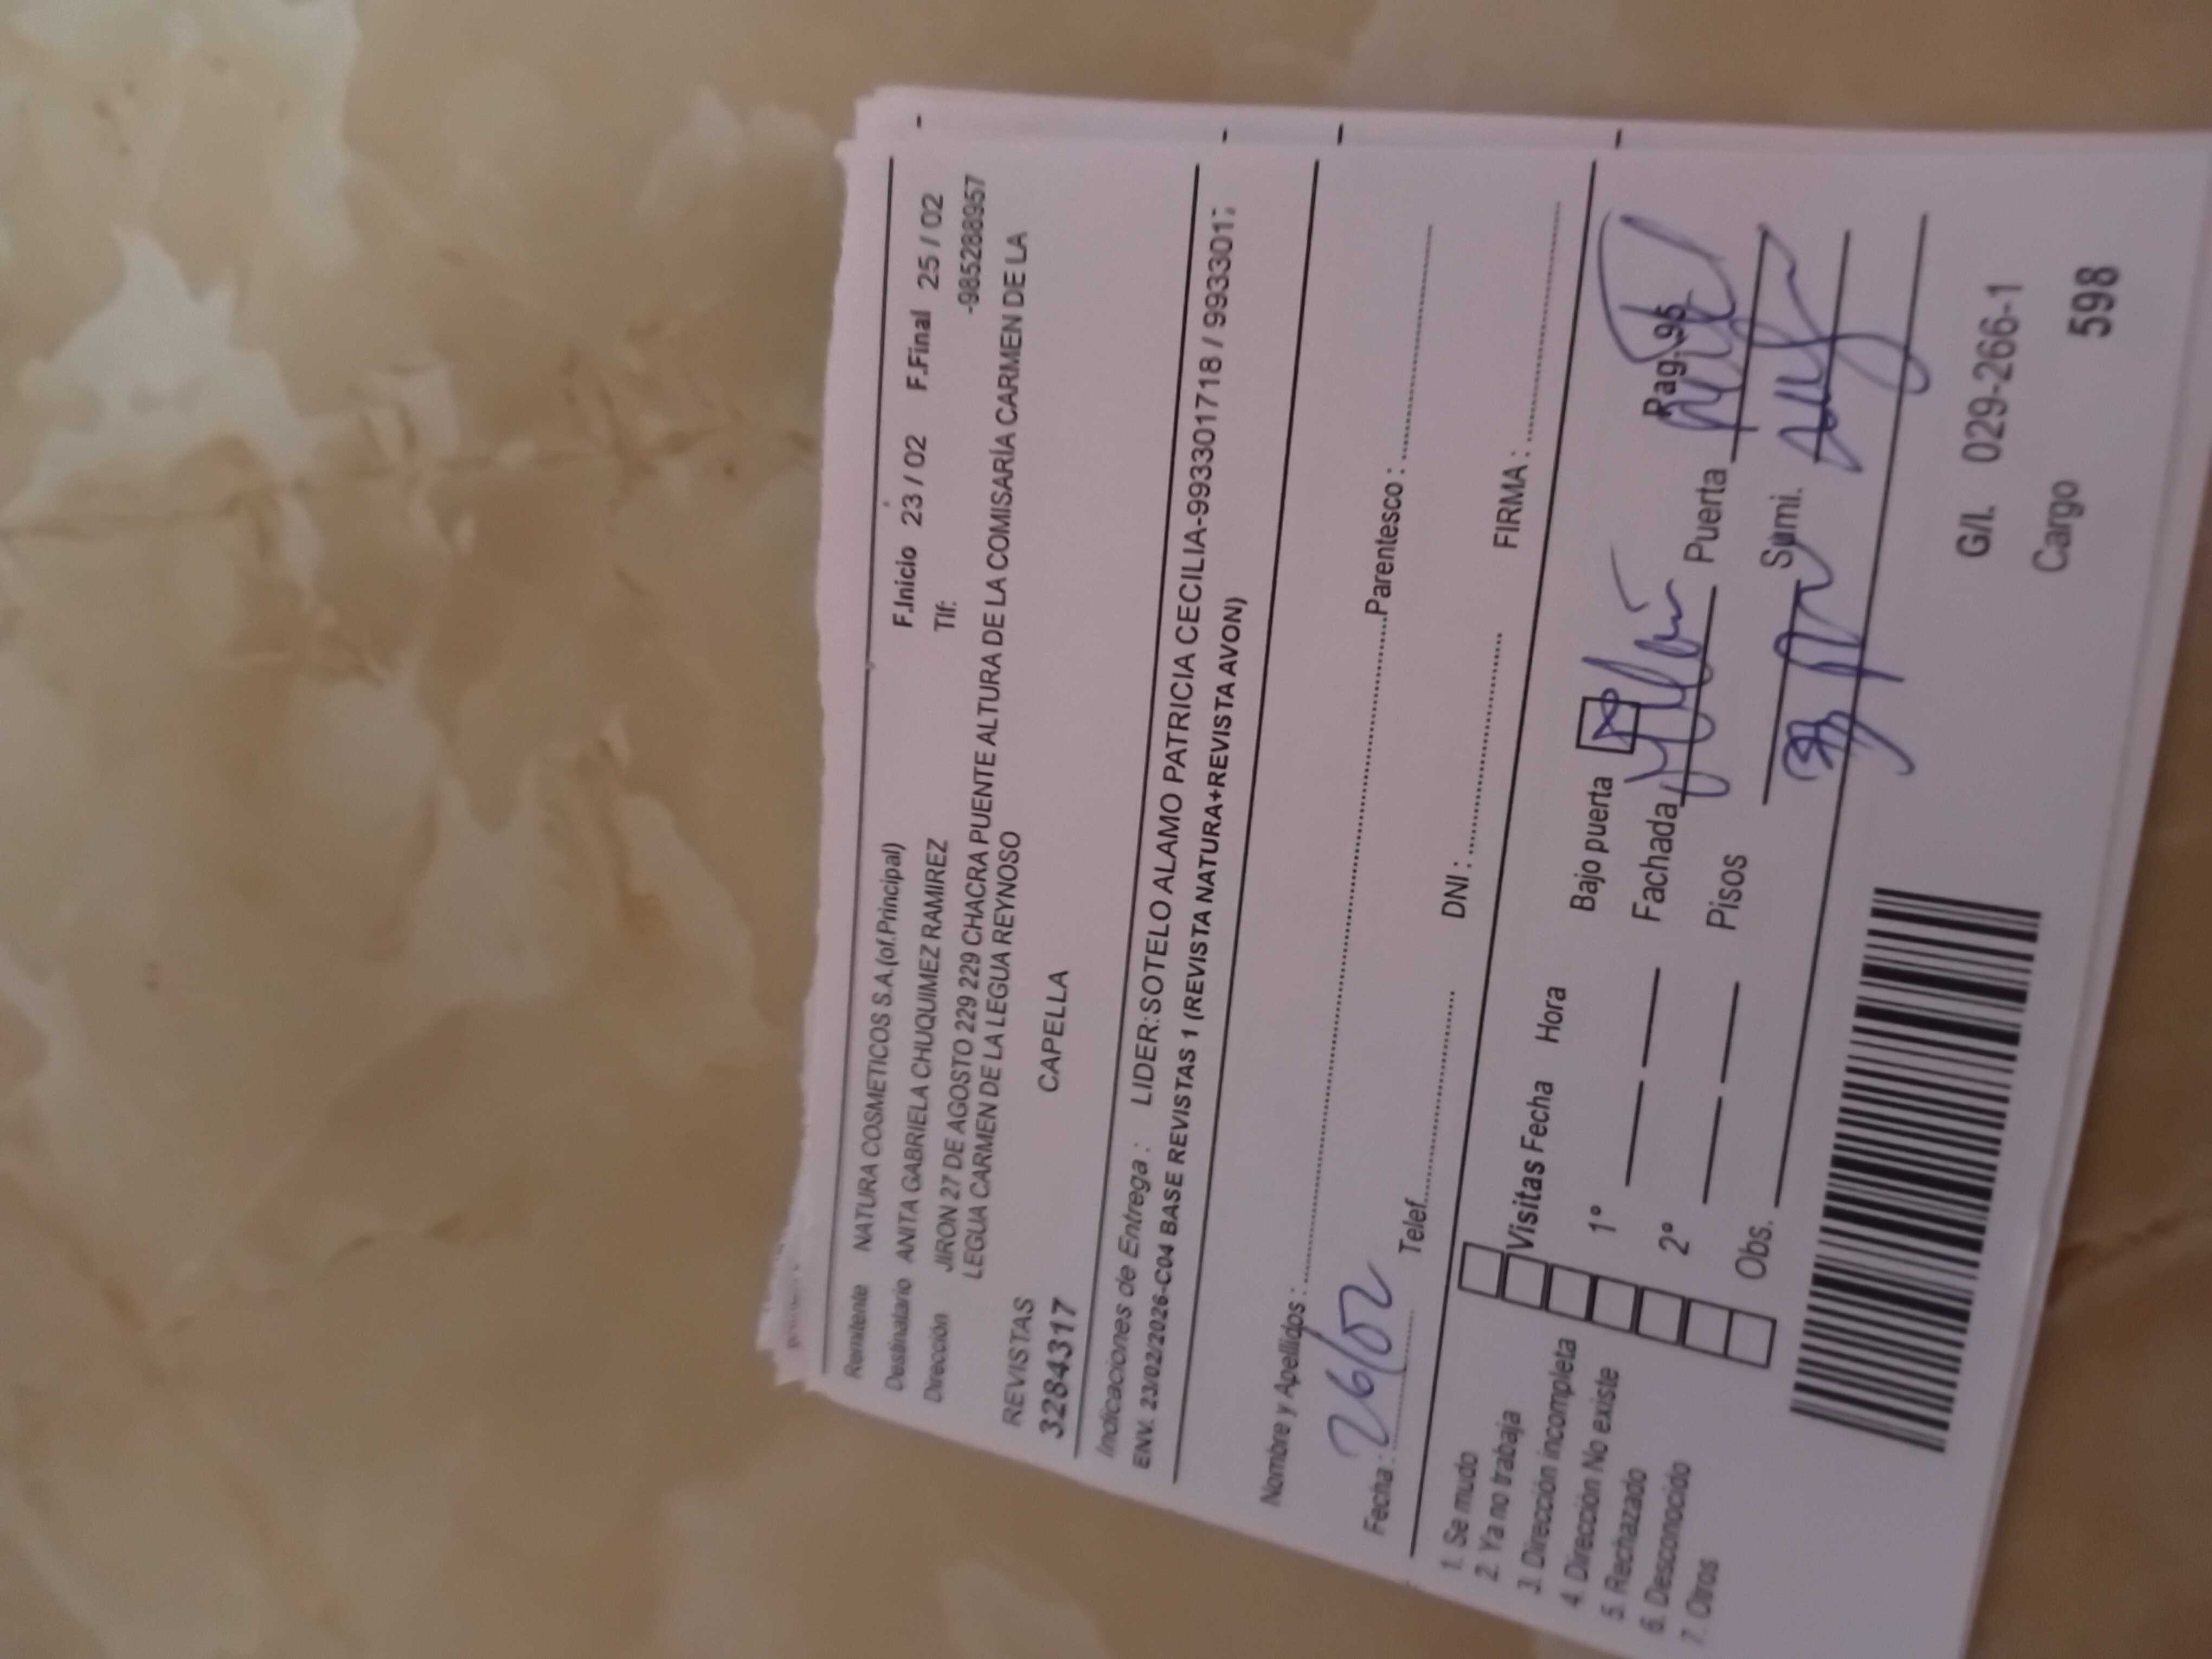 F.Inicio 23 / 02 F.Final 25 / 02
Remitente NATURA COSMETICOS S.A.(of.Principal) Tlf: -985288957
Destinatario ANITA GABRIELA CHUQUIMEZ RAMIREZ
Dirección JIRON 27 DE AGOSTO 229 229 CHACRA PUENTE ALTURA DE LA COMISARÍA CARMEN DE LA
LEGUA CARMEN DE LA LEGUA REYNOSO
REVISTAS
3284317 CAPELLA
Indicaciones de Entrega : LIDER:SOTELO ALAMO PATRICIA CECILIA-993301718 / 9933017
ENV. 23/02/2026-C04 BASE REVISTAS 1 (REVISTA NATURA+REVISTA AVON)
Nombre y Apellidos : Parentesco :
Fecha : 26/02 Telef. DNI : FIRMA :
1. Se mudo
2. Ya no trabaja
3. Dirección incompleta
4. Dirección No existe
5. Rechazado
6. Desconocido
7. Otros
Visitas Fecha Hora
1°
2°
Obs.
Bajo puerta Pag. 95
Fachada Puerta
Pisos Sumi.
G/I. 029-266-1
Cargo 598